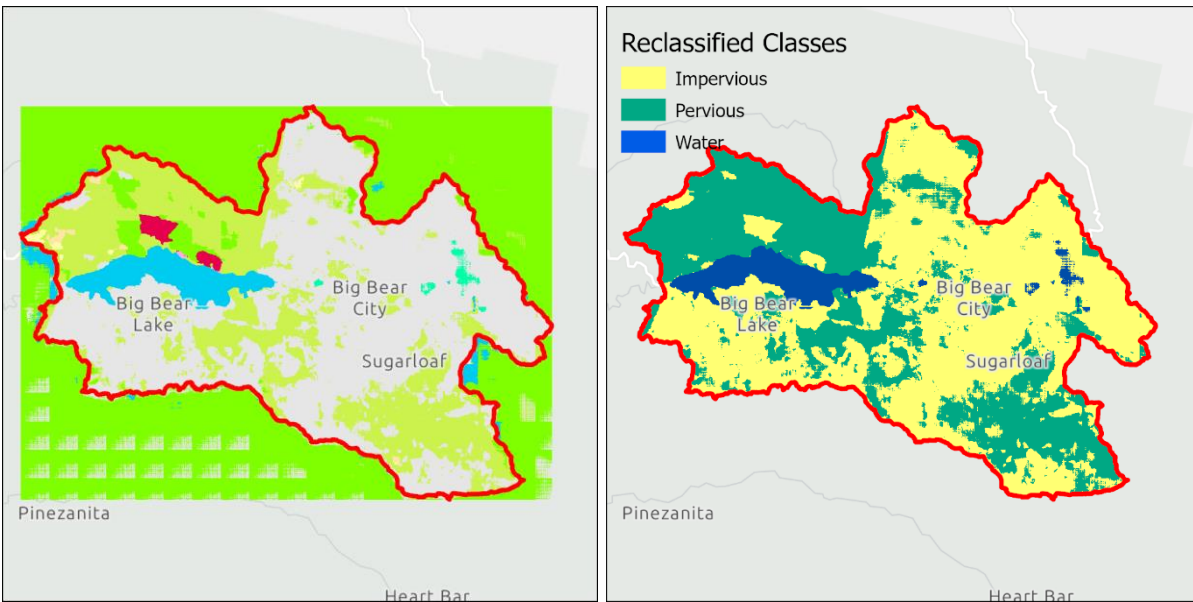 Big Bear
Lake
Big Bear
City
Sugarloaf
Pinezanita
Heart Bar
Reclassified Classes
Impervious
Pervious
Water
Big Bear
Lake
Big Bear
City
Sugarloaf
Pinezanita
Heart Bar